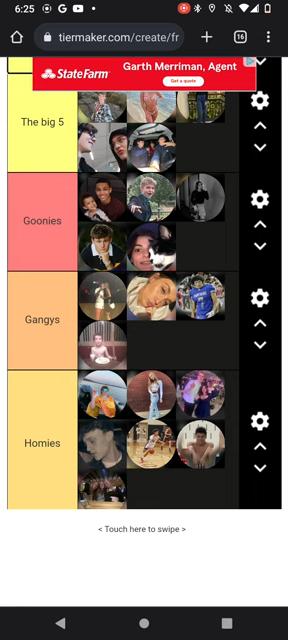 6:25
tiermaker.com/create/fr
16
StateFarm
Garth Merriman, Agent
Get a quote
The big 5
Goonies
Gangys
Homies
< Touch here to swipe >